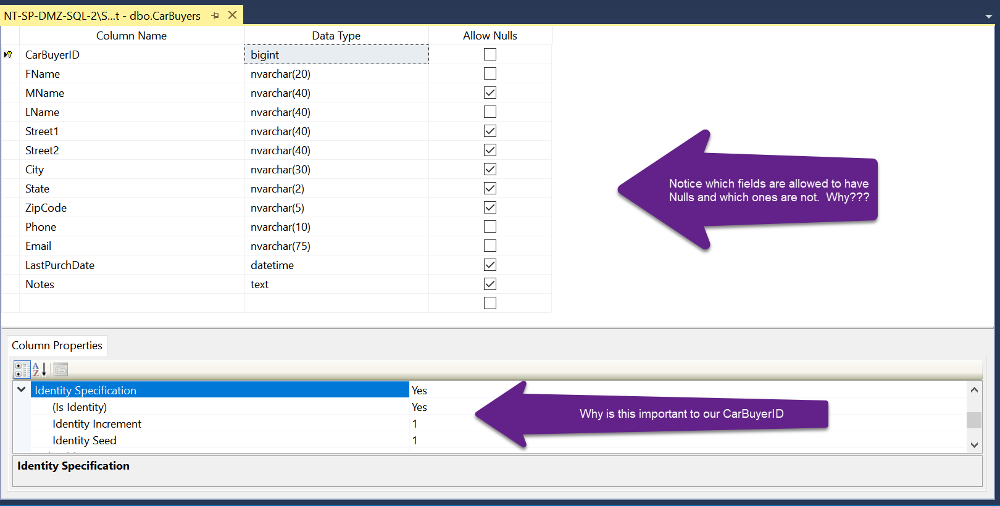 NT-SP-DMZ-SQL-2\S...t - dbo.CarBuyers
Column Name Data Type Allow Nulls
CarBuyerID bigint
FName nvarchar(20)
MName nvarchar(40)
LName nvarchar(40)
Street1 nvarchar(40)
Street2 nvarchar(40)
City nvarchar(30)
State nvarchar(2)
ZipCode nvarchar(5)
Phone nvarchar(10)
Email nvarchar(75)
LastPurchDate datetime
Notes text
Notice which fields are allowed to have
Nulls and which ones are not. Why???
Column Properties
Identity Specification Yes
(Is Identity) Yes
Identity Increment 1
Identity Seed 1
Why is this important to our CarBuyerID
Identity Specification